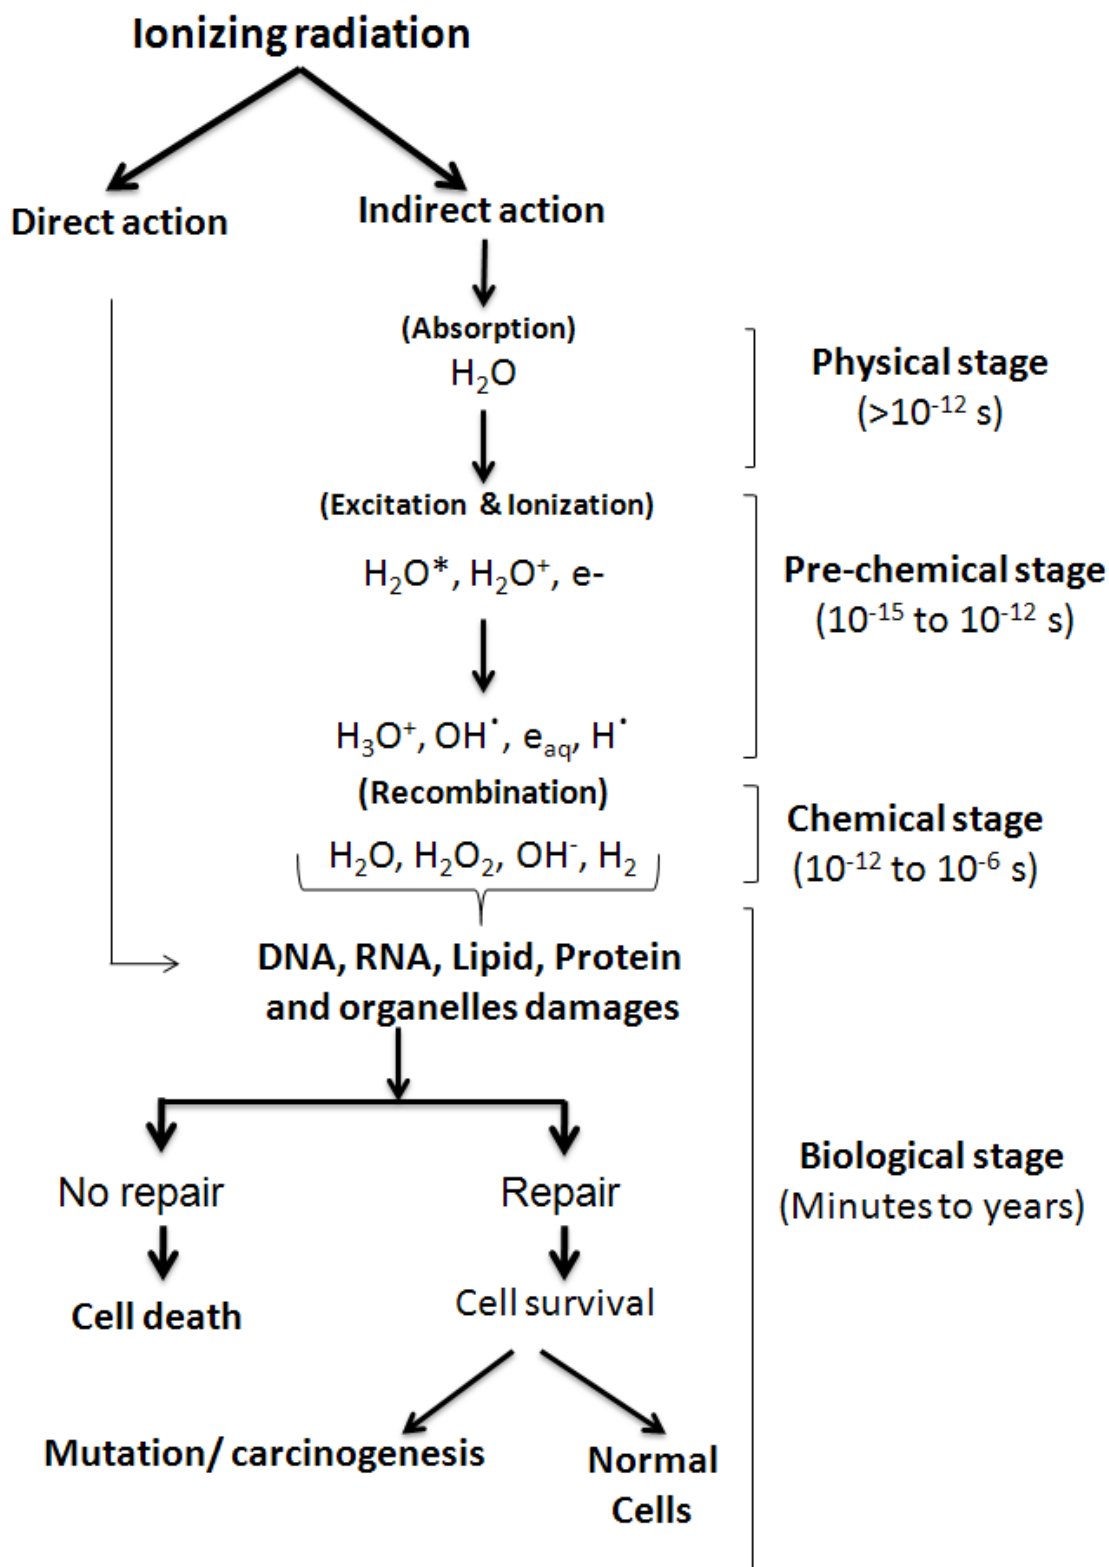 Ionizing radiation
Direct action
Indirect action
(Absorption)
H₂O
Physical stage
(>10⁻¹² s)
(Excitation & Ionization)
H₂O*, H₂O⁺, e-
Pre-chemical stage
(10⁻¹⁵ to 10⁻¹² s)
H₃O⁺, OH˙, eₐq, H˙
(Recombination)
H₂O, H₂O₂, OH⁻, H₂
Chemical stage
(10⁻¹² to 10⁻⁶ s)
DNA, RNA, Lipid, Protein
and organelles damages
No repair
Repair
Biological stage
(Minutes to years)
Cell death
Cell survival
Mutation/ carcinogenesis
Normal
Cells